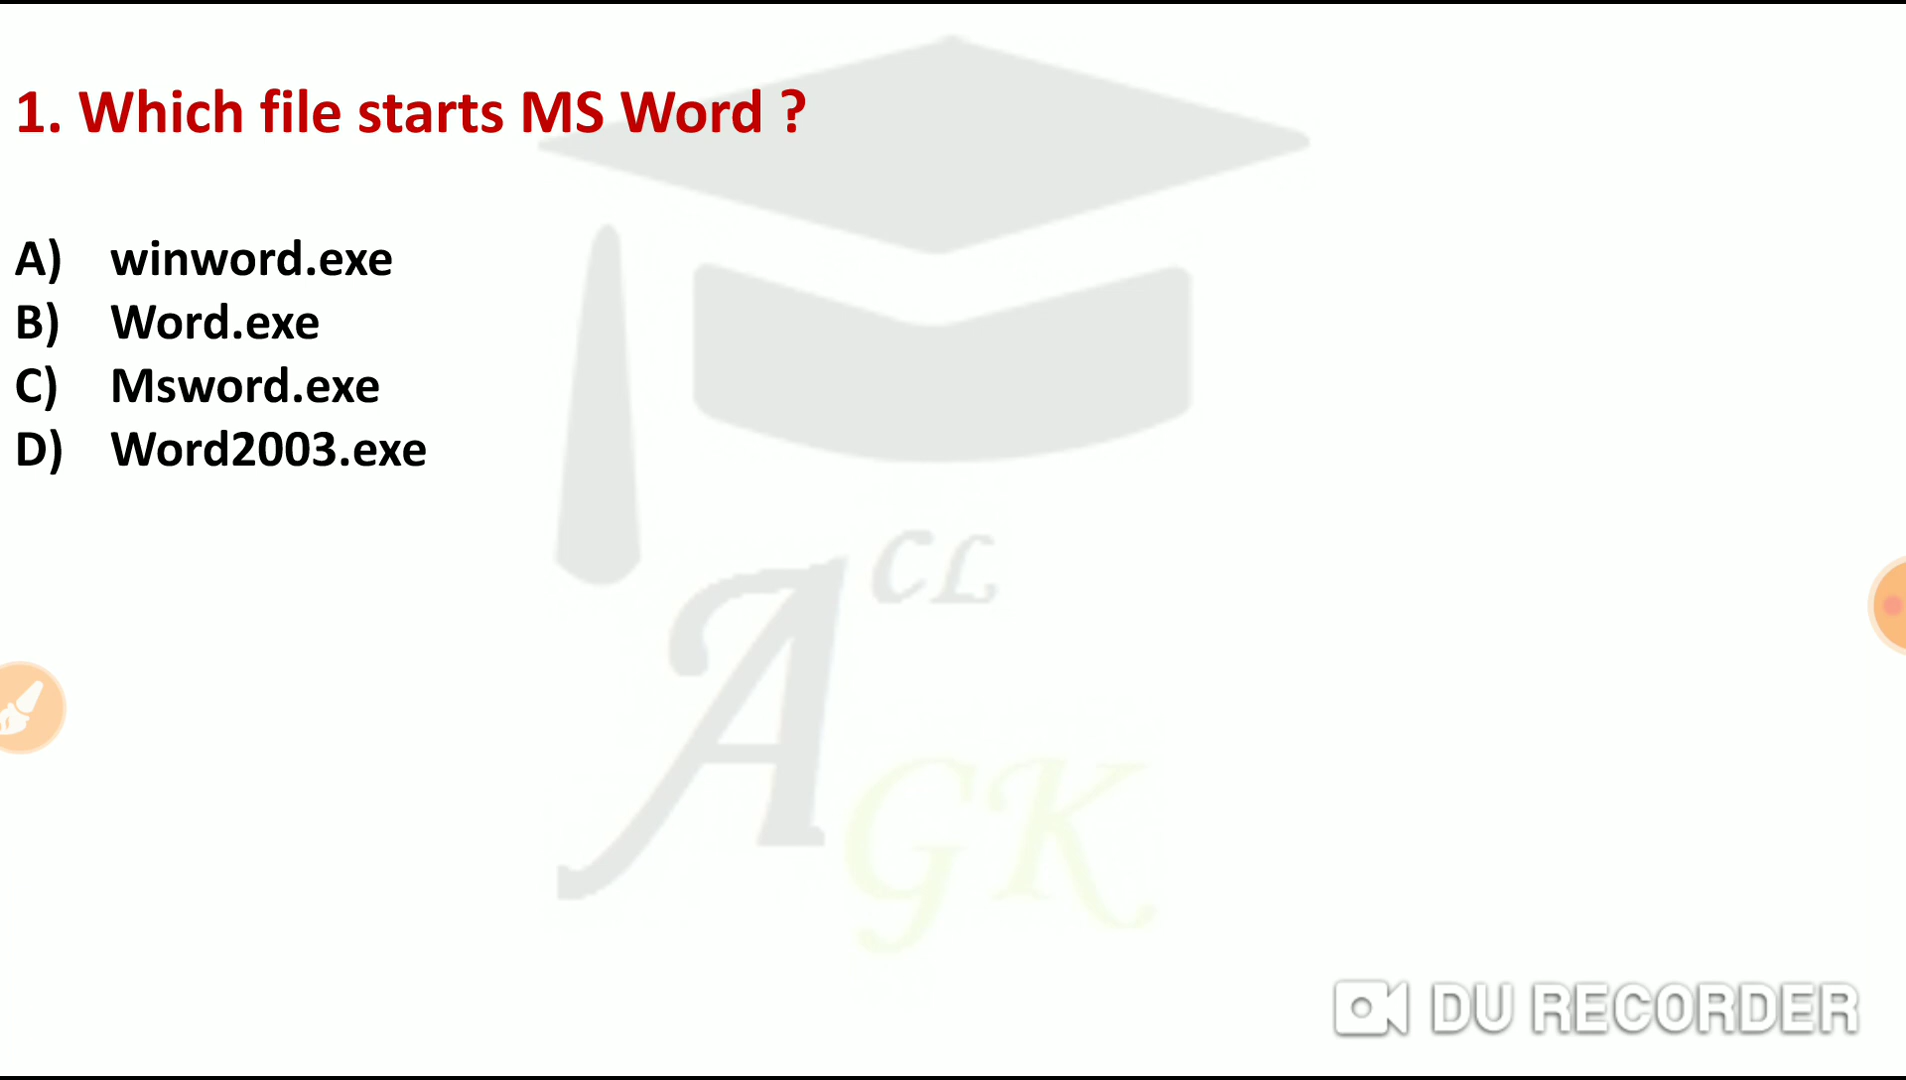 1. Which file starts MS Word ?
A) winword.exe
B) Word.exe
C) Msword.exe
D) Word2003.exe
CL
A
GK
DU RECORDER